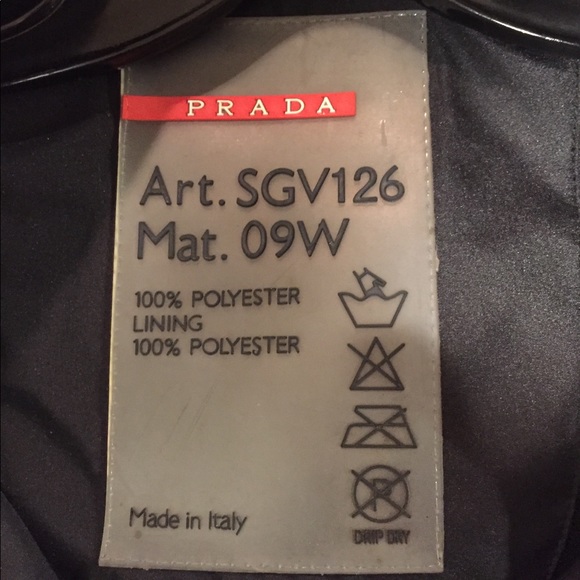 PRADA
Art. SGV126
Mat. 09W
100% POLYESTER
LINING
100% POLYESTER
P
DRIP DRY
Made in Italy